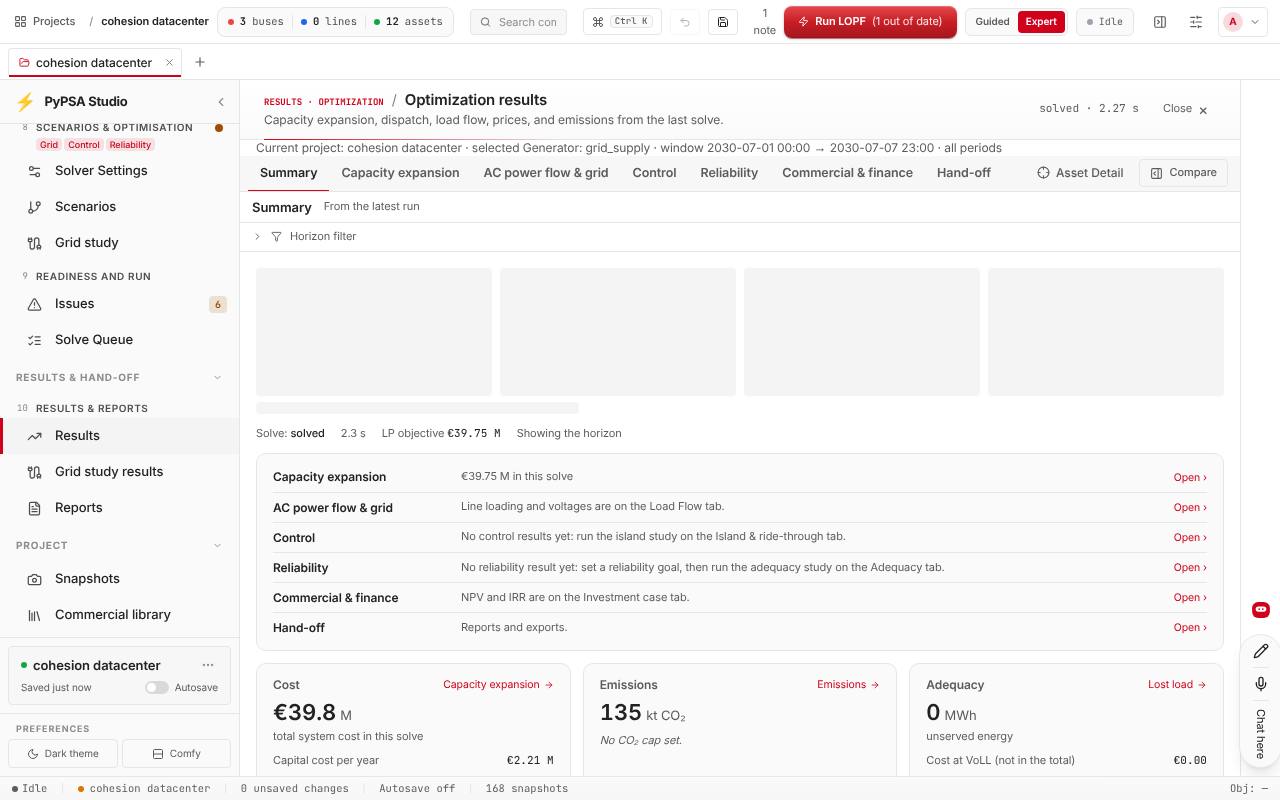 Projects / cohesion datacenter 3 buses 0 lines 12 assets Search con Ctrl K 1 note Run LOPF (1 out of date) Guided Expert Idle A
cohesion datacenter
PyPSA Studio
8 SCENARIOS & OPTIMISATION
Grid Control Reliability
Solver Settings
Scenarios
Grid study
9 READINESS AND RUN
Issues 6
Solve Queue
RESULTS & HAND-OFF
10 RESULTS & REPORTS
Results
Grid study results
Reports
PROJECT
Snapshots
Commercial library
cohesion datacenter
Saved just now Autosave
PREFERENCES
Dark theme Comfy
RESULTS · OPTIMIZATION / Optimization results
Capacity expansion, dispatch, load flow, prices, and emissions from the last solve.
solved · 2.27 s Close ×
Current project: cohesion datacenter · selected Generator: grid_supply · window 2030-07-01 00:00 → 2030-07-07 23:00 · all periods
Summary Capacity expansion AC power flow & grid Control Reliability Commercial & finance Hand-off Asset Detail Compare
Summary From the latest run
Horizon filter
Solve: solved 2.3 s LP objective €39.75 M Showing the horizon
Capacity expansion €39.75 M in this solve Open ›
AC power flow & grid Line loading and voltages are on the Load Flow tab. Open ›
Control No control results yet: run the island study on the Island & ride-through tab. Open ›
Reliability No reliability result yet: set a reliability goal, then run the adequacy study on the Adequacy tab. Open ›
Commercial & finance NPV and IRR are on the Investment case tab. Open ›
Hand-off Reports and exports. Open ›
Cost Capacity expansion →
€39.8 M
total system cost in this solve
Capital cost per year €2.21 M
Emissions Emissions →
135 kt CO₂
No CO₂ cap set.
Adequacy Lost load →
0 MWh
unserved energy
Cost at VoLL (not in the total) €0.00
Chat here
Idle cohesion datacenter 0 unsaved changes Autosave off 168 snapshots Obj: —